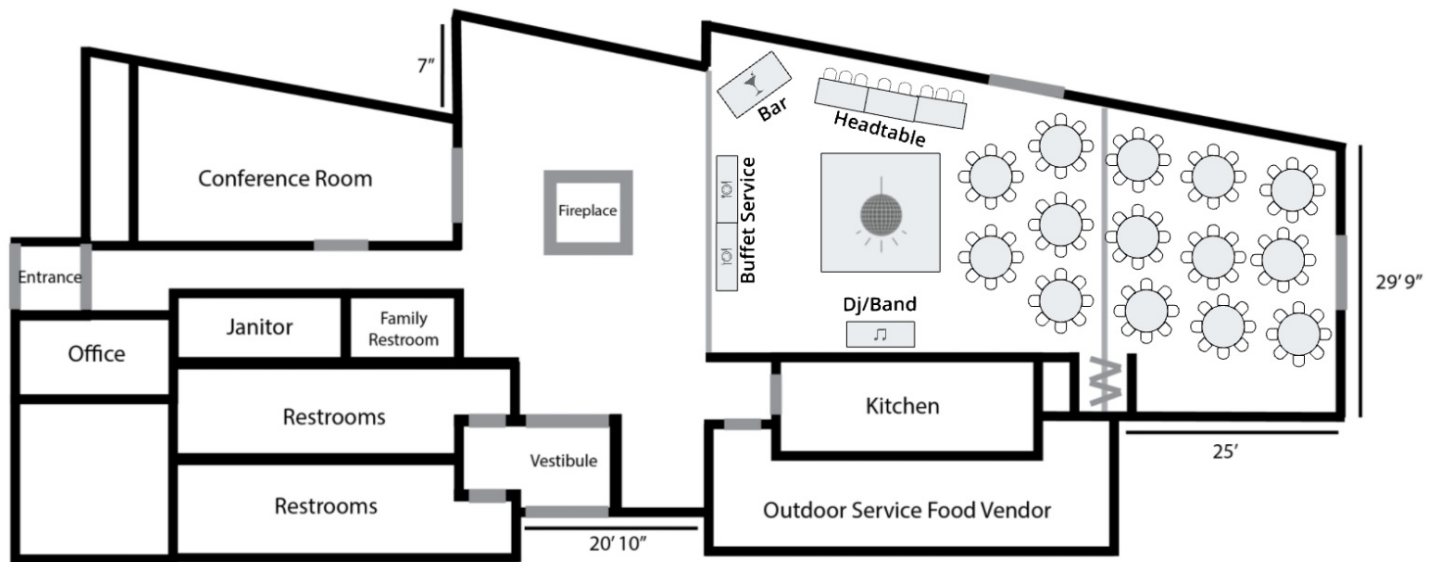 7”
Bar
Headtable
Conference Room
Fireplace
Buffet Service
Entrance
29’ 9”
Dj/Band
Janitor
Family
Restroom
Office
Kitchen
Restrooms
25’
Vestibule
Restrooms
Outdoor Service Food Vendor
20’ 10”